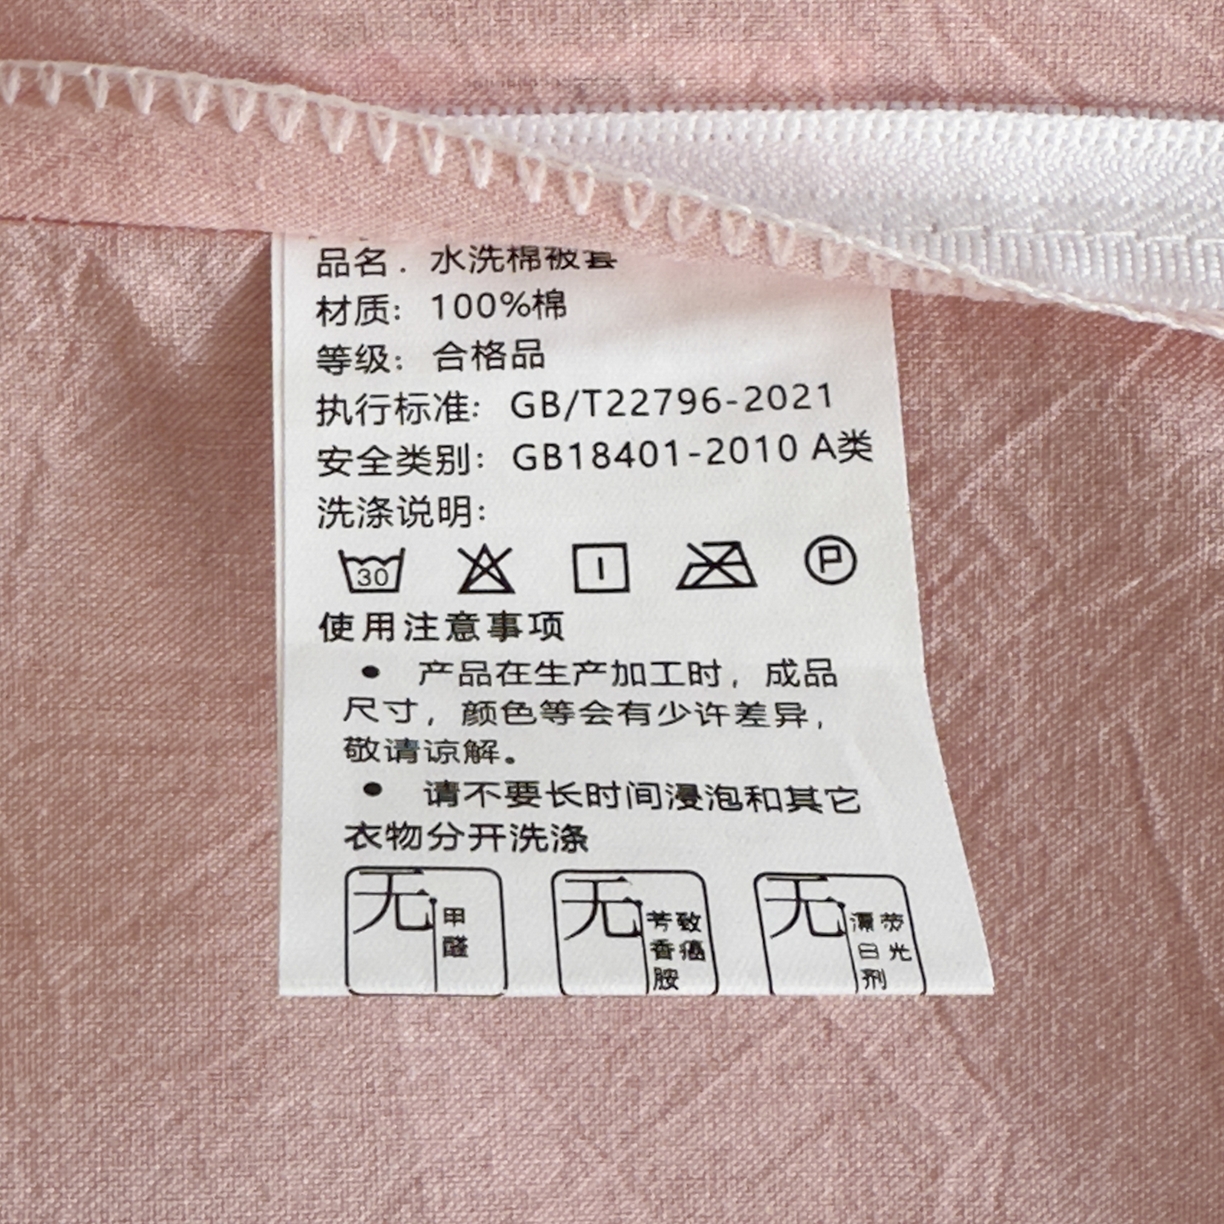 品名：水洗棉被套
材质：100%棉
等级：合格品
执行标准：GB/T22796-2021
安全类别：GB18401-2010 A类
洗涤说明：
30
P
使用注意事项
• 产品在生产加工时，成品
尺寸，颜色等会有少许差异，
敬请谅解。
• 请不要长时间浸泡和其它
衣物分开洗涤
无甲醛
无致癌芳香胺
无荧光漂白剂